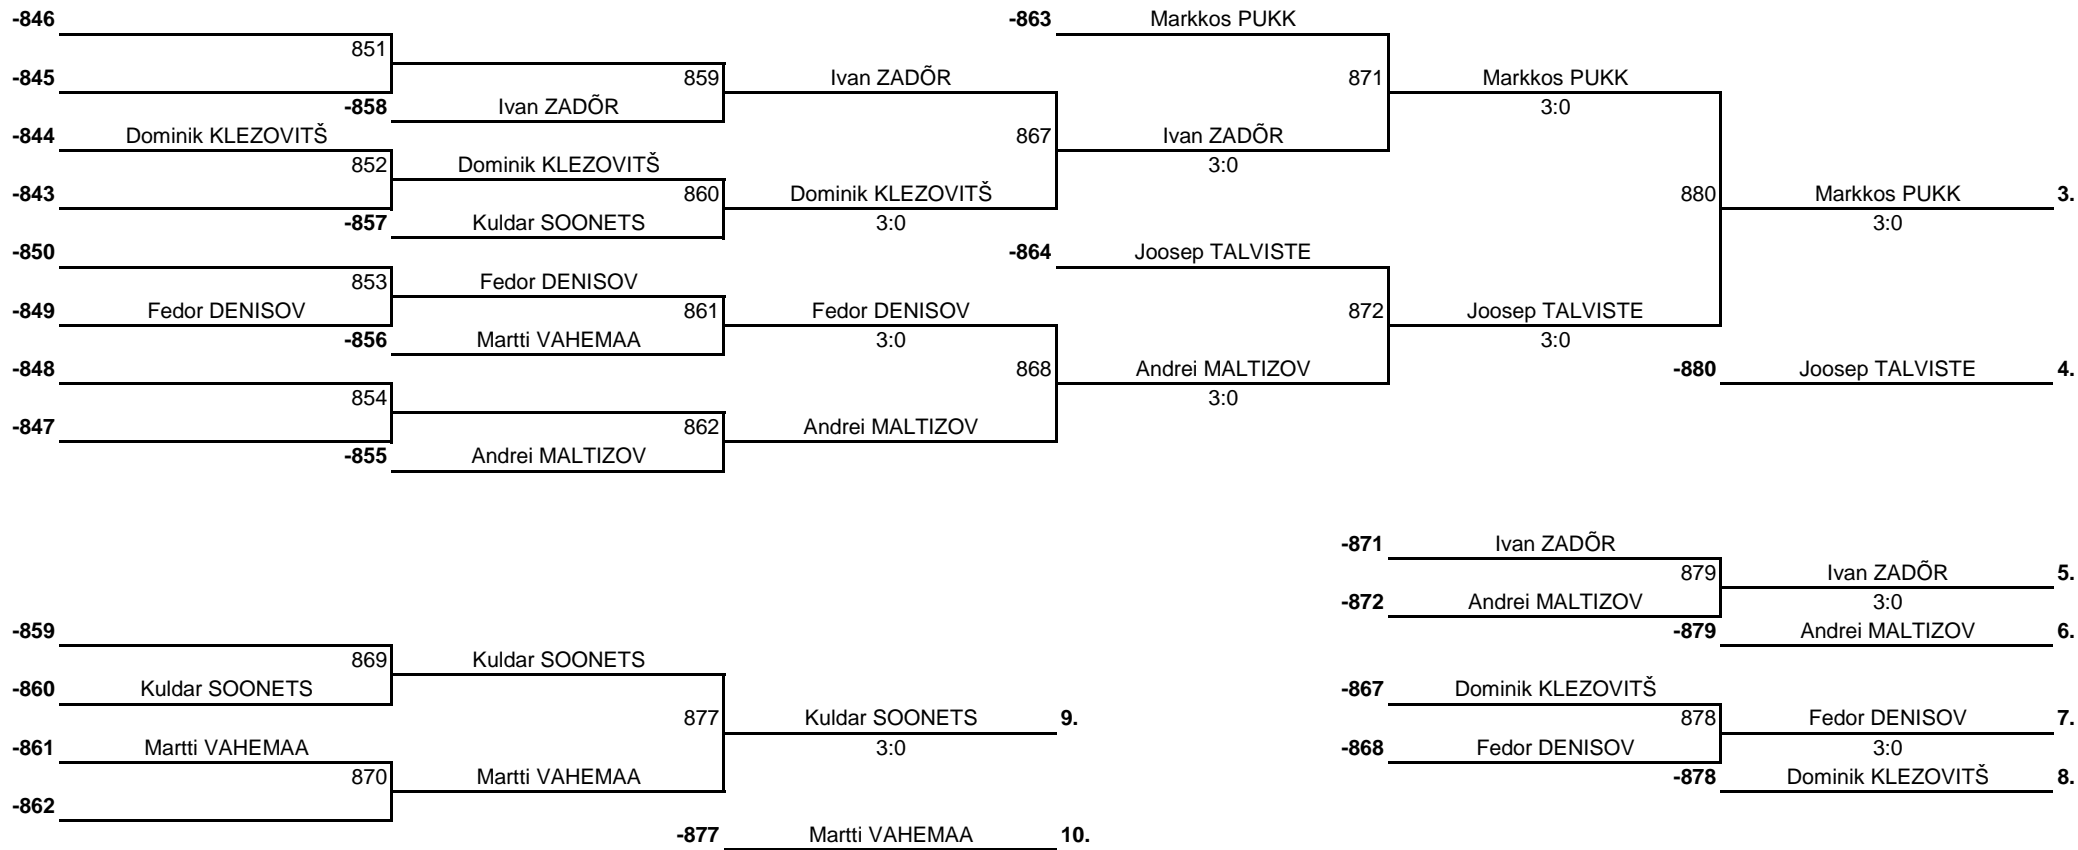 -846
-863 Markkos PUKK
851
-845 859 Ivan ZADÕR 871 Markkos PUKK
-858 Ivan ZADÕR 3:0
-844 Dominik KLEZOVITŠ 867 Ivan ZADÕR
852 Dominik KLEZOVITŠ 3:0
-843 860 Dominik KLEZOVITŠ 880 Markkos PUKK 3.
-857 Kuldar SOONETS 3:0 3:0
-850 -864 Joosep TALVISTE
853 Fedor DENISOV
-849 Fedor DENISOV 861 Fedor DENISOV 872 Joosep TALVISTE
-856 Martti VAHEMAA 3:0 3:0
-848 868 Andrei MALTIZOV -880 Joosep TALVISTE 4.
854 3:0
-847 862 Andrei MALTIZOV
-855 Andrei MALTIZOV
-871 Ivan ZADÕR
879 Ivan ZADÕR 5.
-872 Andrei MALTIZOV 3:0
-859 -879 Andrei MALTIZOV 6.
869 Kuldar SOONETS
-860 Kuldar SOONETS -867 Dominik KLEZOVITŠ
877 Kuldar SOONETS 9. 878 Fedor DENISOV 7.
-861 Martti VAHEMAA 3:0 -868 Fedor DENISOV 3:0
870 Martti VAHEMAA -878 Dominik KLEZOVITŠ 8.
-862
-877 Martti VAHEMAA 10.